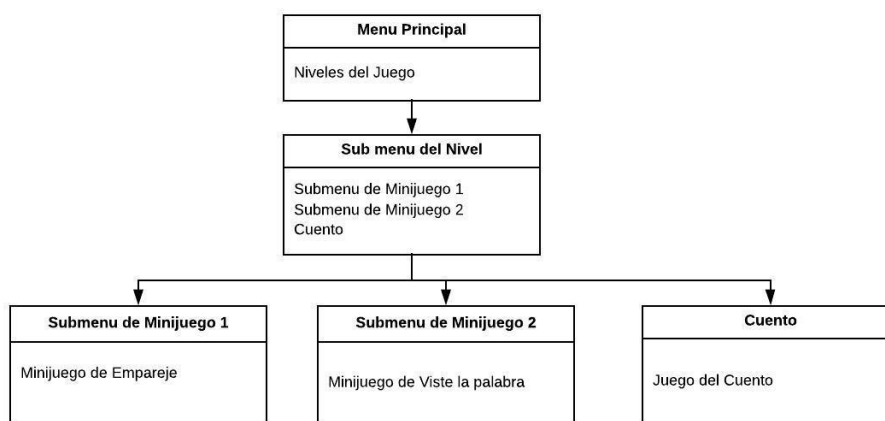 Menu Principal
Niveles del Juego
Sub menu del Nivel
Submenu de Minijuego 1
Submenu de Minijuego 2
Cuento
Submenu de Minijuego 1
Minijuego de Empareje
Submenu de Minijuego 2
Minijuego de Viste la palabra
Cuento
Juego del Cuento